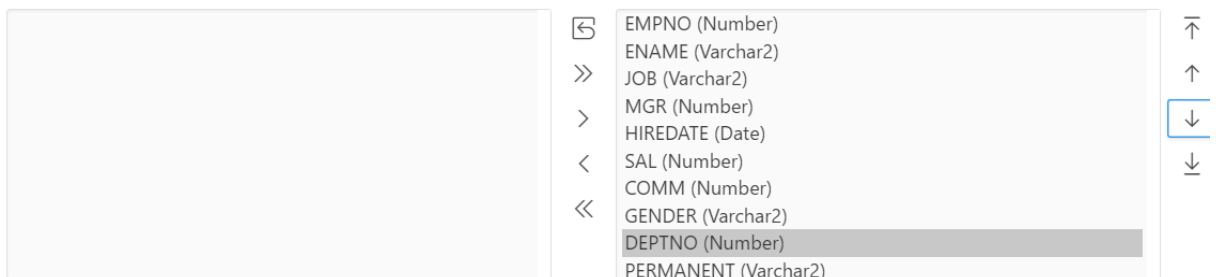 EMPNO (Number)
ENAME (Varchar2)
JOB (Varchar2)
MGR (Number)
HIREDATE (Date)
SAL (Number)
COMM (Number)
GENDER (Varchar2)
DEPTNO (Number)
PERMANENT (Varchar2)